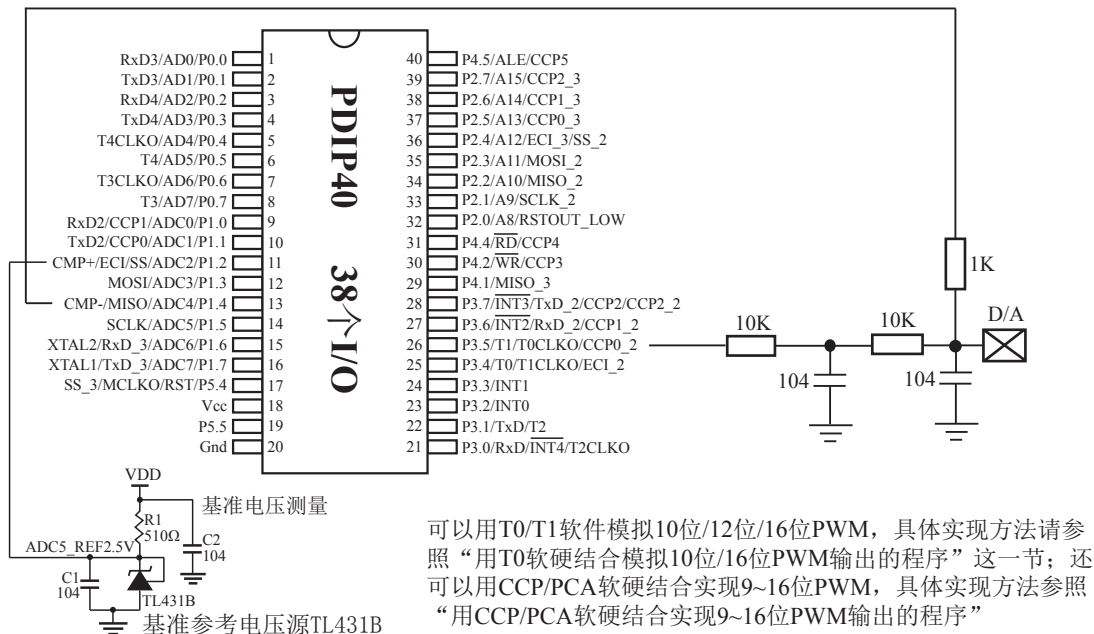 RxD3/AD0/P0.0 1
TxD3/AD1/P0.1 2
RxD4/AD2/P0.2 3
TxD4/AD3/P0.3 4
T4CLKO/AD4/P0.4 5
T4/AD5/P0.5 6
T3CLKO/AD6/P0.6 7
T3/AD7/P0.7 8
RxD2/CCP1/ADC0/P1.0 9
TxD2/CCP0/ADC1/P1.1 10
CMP+/ECI/SS/ADC2/P1.2 11
MOSI/ADC3/P1.3 12
CMP-/MISO/ADC4/P1.4 13
SCLK/ADC5/P1.5 14
XTAL2/RxD_3/ADC6/P1.6 15
XTAL1/TxD_3/ADC7/P1.7 16
SS_3/MCLKO/RST/P5.4 17
Vcc 18
P5.5 19
Gnd 20
PDIP40 38个I/O
40 P4.5/ALE/CCP5
39 P2.7/A15/CCP2_3
38 P2.6/A14/CCP1_3
37 P2.5/A13/CCP0_3
36 P2.4/A12/ECI_3/SS_2
35 P2.3/A11/MOSI_2
34 P2.2/A10/MISO_2
33 P2.1/A9/SCLK_2
32 P2.0/A8/RSTOUT_LOW
31 P4.4/RD/CCP4
30 P4.2/WR/CCP3
29 P4.1/MISO_3
28 P3.7/INT3/TxD_2/CCP2/CCP2_2
27 P3.6/INT2/RxD_2/CCP1_2
26 P3.5/T1/T0CLKO/CCP0_2
25 P3.4/T0/T1CLKO/ECI_2
24 P3.3/INT1
23 P3.2/INT0
22 P3.1/TxD/T2
21 P3.0/RxD/INT4/T2CLKO
1K
D/A
10K
10K
104
104
VDD
基准电压测量
R1
510Ω
C2
104
ADC5_REF2.5V
C1
104
TL431B
基准参考电压源TL431B
可以用T0/T1软件模拟10位/12位/16位PWM，具体实现方法请参
照“用T0软硬结合模拟10位/16位PWM输出的程序”这一节；还
可以用CCP/PCA软硬结合实现9~16位PWM，具体实现方法参照
“用CCP/PCA软硬结合实现9~16位PWM输出的程序”